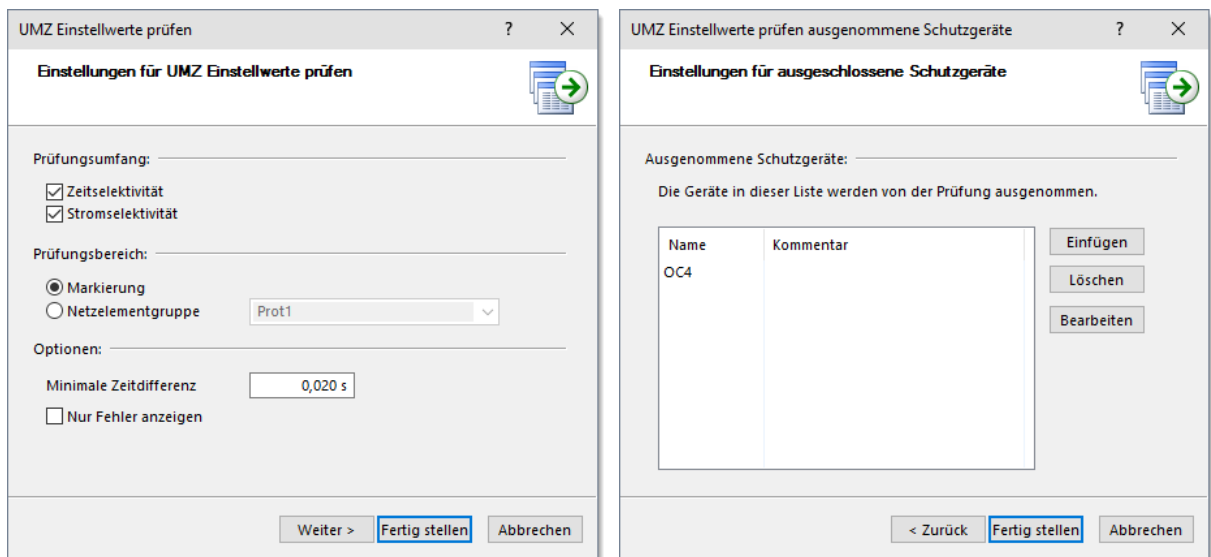 UMZ Einstellwerte prüfen
?
Einstellungen für UMZ Einstellwerte prüfen
Prüfungsumfang:
Zeitselektivität
Stromselektivität
Prüfungsbereich:
Markierung
Netzelementgruppe Prot1
Optionen:
Minimale Zeitdifferenz 0,020 s
Nur Fehler anzeigen
Weiter > Fertig stellen Abbrechen
UMZ Einstellwerte prüfen ausgenommene Schutzgeräte
?
Einstellungen für ausgeschlossene Schutzgeräte
Ausgenommene Schutzgeräte:
Die Geräte in dieser Liste werden von der Prüfung ausgenommen.
Name Kommentar
OC4
Einfügen
Löschen
Bearbeiten
< Zurück Fertig stellen Abbrechen